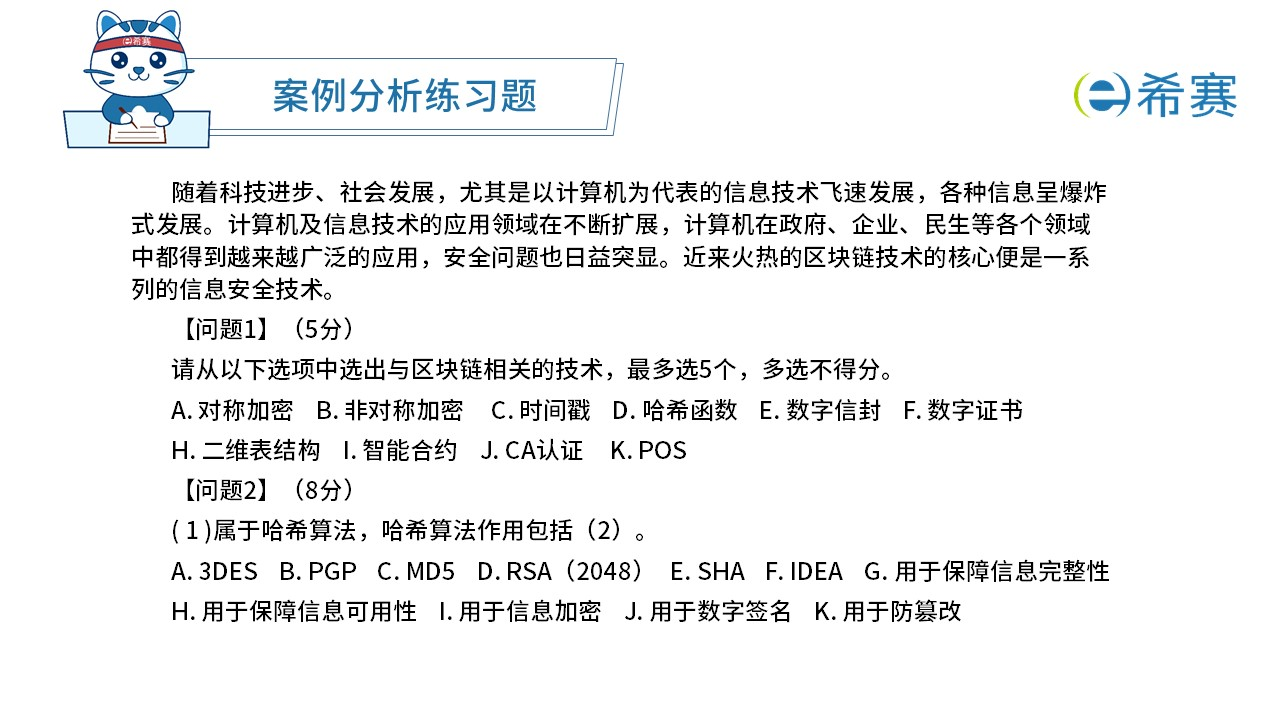 希赛
案例分析练习题
希赛
随着科技进步、社会发展，尤其是以计算机为代表的信息技术飞速发展，各种信息呈爆炸
式发展。计算机及信息技术的应用领域在不断扩展，计算机在政府、企业、民生等各个领域
中都得到越来越广泛的应用，安全问题也日益突显。近来火热的区块链技术的核心便是一系
列的信息安全技术。
【问题1】（5分）
请从以下选项中选出与区块链相关的技术，最多选5个，多选不得分。
A. 对称加密 B. 非对称加密 C. 时间戳 D. 哈希函数 E. 数字信封 F. 数字证书
H. 二维表结构 I. 智能合约 J. CA认证 K. POS
【问题2】（8分）
( 1 )属于哈希算法，哈希算法作用包括（2）。
A. 3DES B. PGP C. MD5 D. RSA（2048） E. SHA F. IDEA G. 用于保障信息完整性
H. 用于保障信息可用性 I. 用于信息加密 J. 用于数字签名 K. 用于防篡改